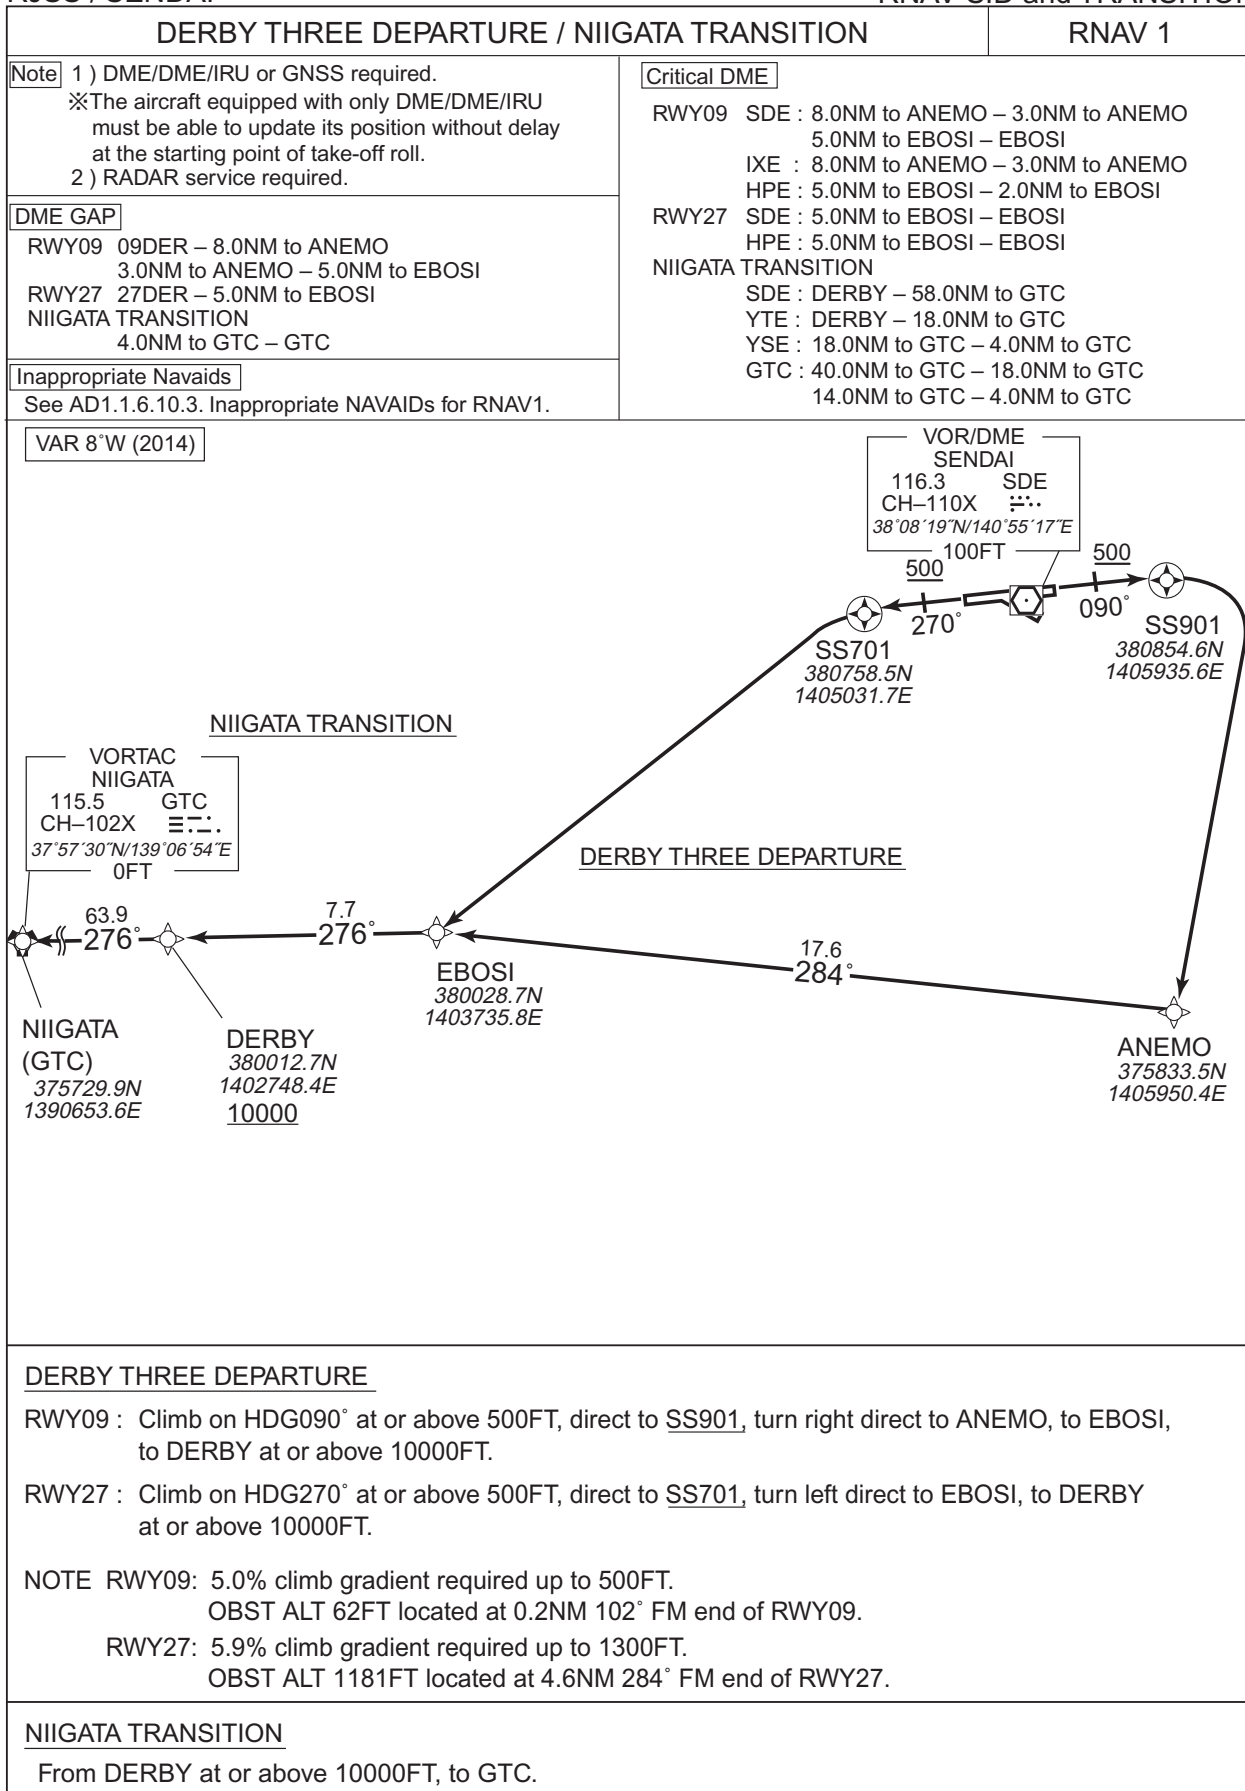 RJSS / SENDAI
RNAV SID and TRANSITION
DERBY THREE DEPARTURE / NIIGATA TRANSITION
RNAV 1
Note 1 ) DME/DME/IRU or GNSS required.
※The aircraft equipped with only DME/DME/IRU
must be able to update its position without delay
at the starting point of take-off roll.
2 ) RADAR service required.
DME GAP
RWY09 09DER – 8.0NM to ANEMO
3.0NM to ANEMO – 5.0NM to EBOSI
RWY27 27DER – 5.0NM to EBOSI
NIIGATA TRANSITION
4.0NM to GTC – GTC
Inappropriate Navaids
See AD1.1.6.10.3. Inappropriate NAVAIDs for RNAV1.
Critical DME
RWY09 SDE : 8.0NM to ANEMO – 3.0NM to ANEMO
5.0NM to EBOSI – EBOSI
IXE : 8.0NM to ANEMO – 3.0NM to ANEMO
HPE : 5.0NM to EBOSI – 2.0NM to EBOSI
RWY27 SDE : 5.0NM to EBOSI – EBOSI
HPE : 5.0NM to EBOSI – EBOSI
NIIGATA TRANSITION
SDE : DERBY – 58.0NM to GTC
YTE : DERBY – 18.0NM to GTC
YSE : 18.0NM to GTC – 4.0NM to GTC
GTC : 40.0NM to GTC – 18.0NM to GTC
14.0NM to GTC – 4.0NM to GTC
VAR 8°W (2014)
VOR/DME
SENDAI
116.3 SDE
CH–110X
38°08´19˝N/140°55´17˝E
100FT
500
500
270°
090°
SS701
380758.5N
1405031.7E
SS901
380854.6N
1405935.6E
NIIGATA TRANSITION
VORTAC
NIIGATA
115.5 GTC
CH–102X
37°57´30˝N/139°06´54˝E
0FT
DERBY THREE DEPARTURE
63.9
276°
7.7
276°
17.6
284°
EBOSI
380028.7N
1403735.8E
NIIGATA
(GTC)
375729.9N
1390653.6E
DERBY
380012.7N
1402748.4E
10000
ANEMO
375833.5N
1405950.4E
DERBY THREE DEPARTURE
RWY09 : Climb on HDG090° at or above 500FT, direct to SS901, turn right direct to ANEMO, to EBOSI,
to DERBY at or above 10000FT.
RWY27 : Climb on HDG270° at or above 500FT, direct to SS701, turn left direct to EBOSI, to DERBY
at or above 10000FT.
NOTE RWY09: 5.0% climb gradient required up to 500FT.
OBST ALT 62FT located at 0.2NM 102° FM end of RWY09.
RWY27: 5.9% climb gradient required up to 1300FT.
OBST ALT 1181FT located at 4.6NM 284° FM end of RWY27.
NIIGATA TRANSITION
From DERBY at or above 10000FT, to GTC.